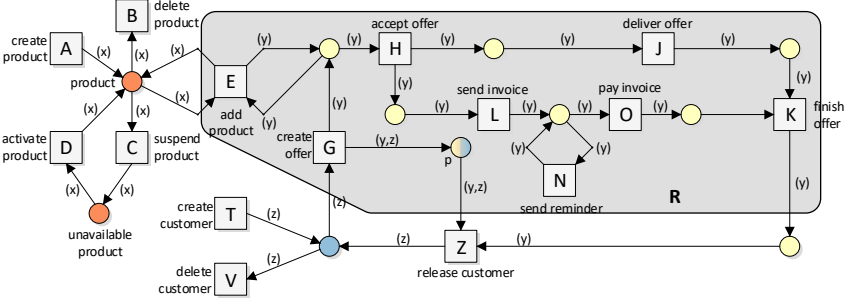 B
delete
product
create
product
A
(x)
(x)
(x)
product
(x)
(x)
(x)
activate
product
D
C
suspend
product
(x)
(x)
unavailable
product
E
add
product
(y)
(y)
(y)
accept offer
H
(y)
(y)
(y)
deliver offer
J
(y)
(y)
send invoice
L
(y)
(y)
(y)
pay invoice
O
(y)
K
finish
offer
(y)
(y)
N
send reminder
R
create
offer
G
(y)
(y,z)
p
(y,z)
(z)
create
customer
T
(z)
delete
customer
V
(z)
(z)
Z
release customer
(y)
(y)